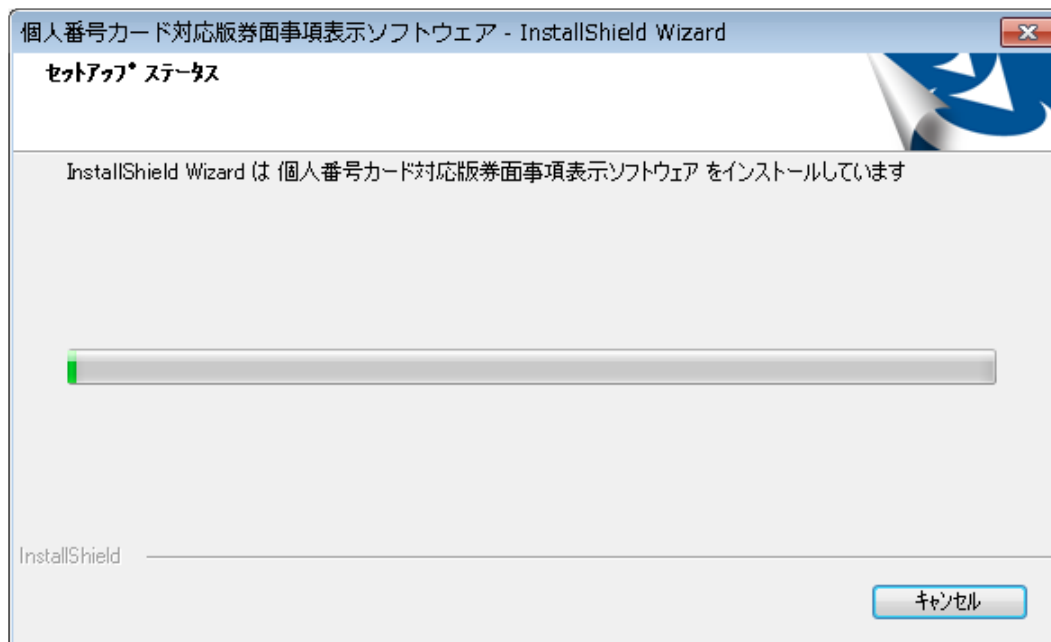 個人番号カード対応版券面事項表示ソフトウェア - InstallShield Wizard
セットアップ ステータス
InstallShield Wizard は 個人番号カード対応版券面事項表示ソフトウェア をインストールしています
InstallShield
キャンセル